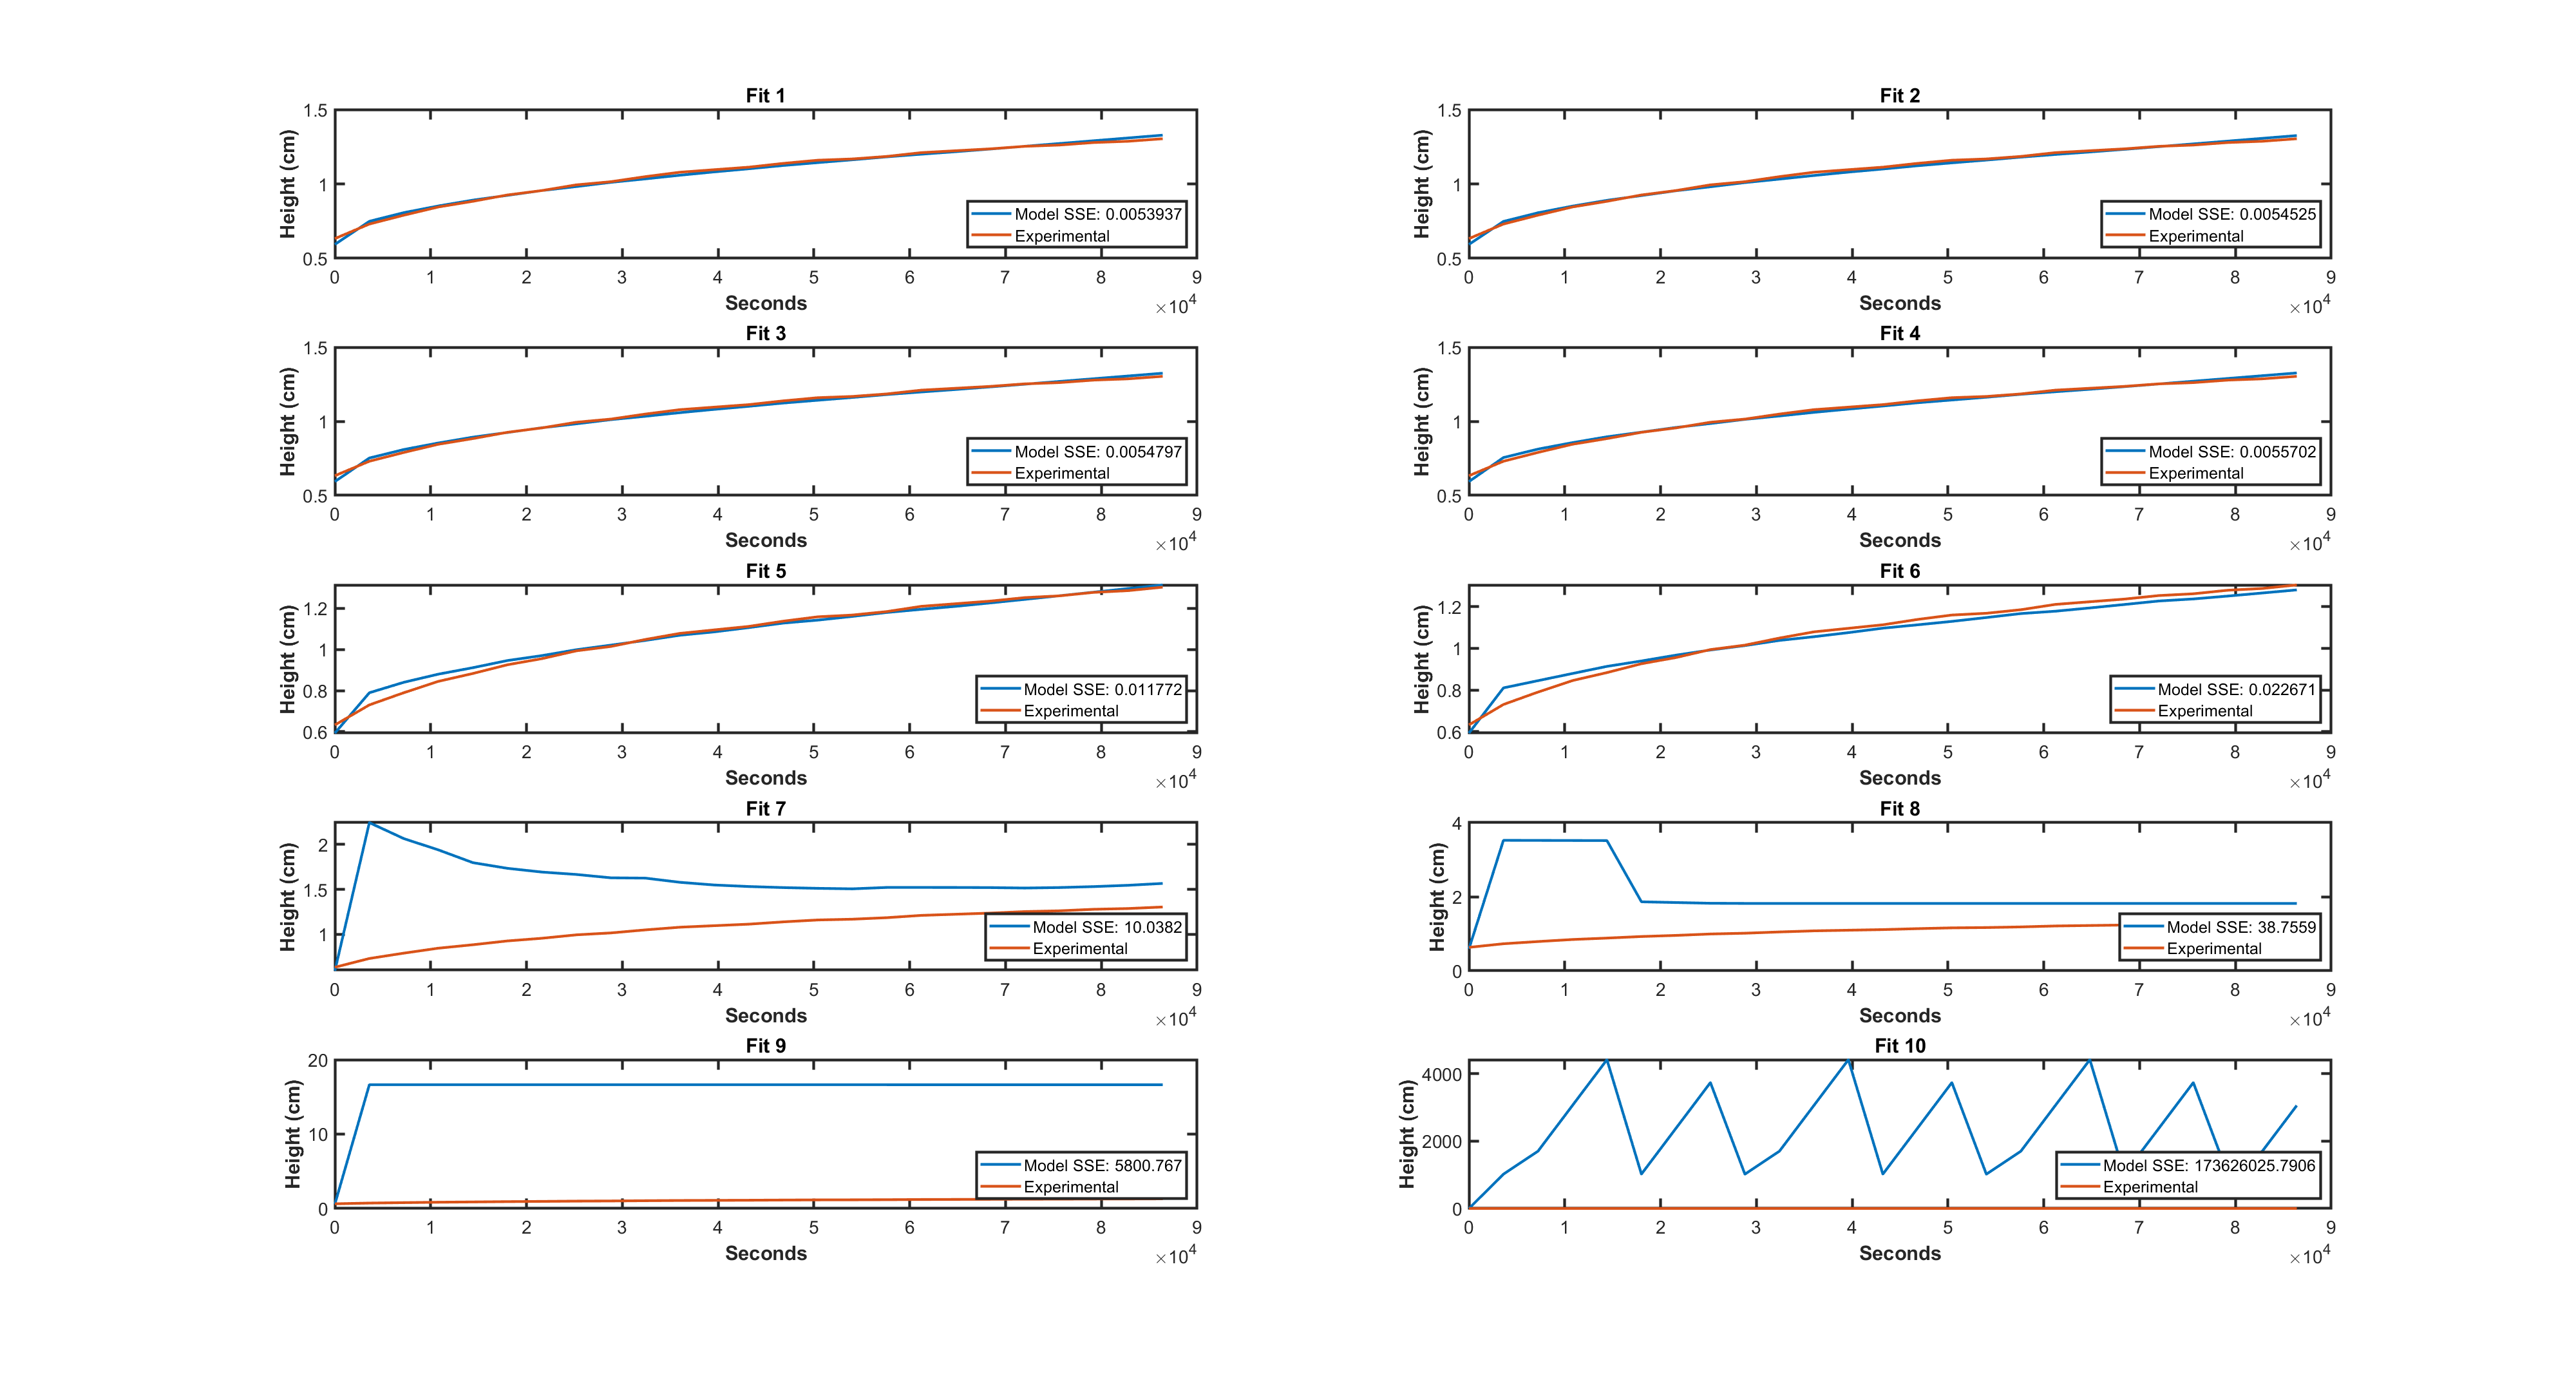 Fit 1
1.5
1
0.5
Height (cm)
Model SSE: 0.0053937
Experimental
0 1 2 3 4 5 6 7 8 9
Seconds
×10^4
Fit 2
1.5
1
0.5
Height (cm)
Model SSE: 0.0054525
Experimental
0 1 2 3 4 5 6 7 8 9
Seconds
×10^4
Fit 3
1.5
1
0.5
Height (cm)
Model SSE: 0.0054797
Experimental
0 1 2 3 4 5 6 7 8 9
Seconds
×10^4
Fit 4
1.5
1
0.5
Height (cm)
Model SSE: 0.0055702
Experimental
0 1 2 3 4 5 6 7 8 9
Seconds
×10^4
Fit 5
1.2
1
0.8
0.6
Height (cm)
Model SSE: 0.011772
Experimental
0 1 2 3 4 5 6 7 8 9
Seconds
×10^4
Fit 6
1.2
1
0.8
0.6
Height (cm)
Model SSE: 0.022671
Experimental
0 1 2 3 4 5 6 7 8 9
Seconds
×10^4
Fit 7
2
1.5
1
Height (cm)
Model SSE: 10.0382
Experimental
0 1 2 3 4 5 6 7 8 9
Seconds
×10^4
Fit 8
4
2
0
Height (cm)
Model SSE: 38.7559
Experimental
0 1 2 3 4 5 6 7 8 9
Seconds
×10^4
Fit 9
20
10
0
Height (cm)
Model SSE: 5800.767
Experimental
0 1 2 3 4 5 6 7 8 9
Seconds
×10^4
Fit 10
4000
2000
0
Height (cm)
Model SSE: 173626025.7906
Experimental
0 1 2 3 4 5 6 7 8 9
Seconds
×10^4